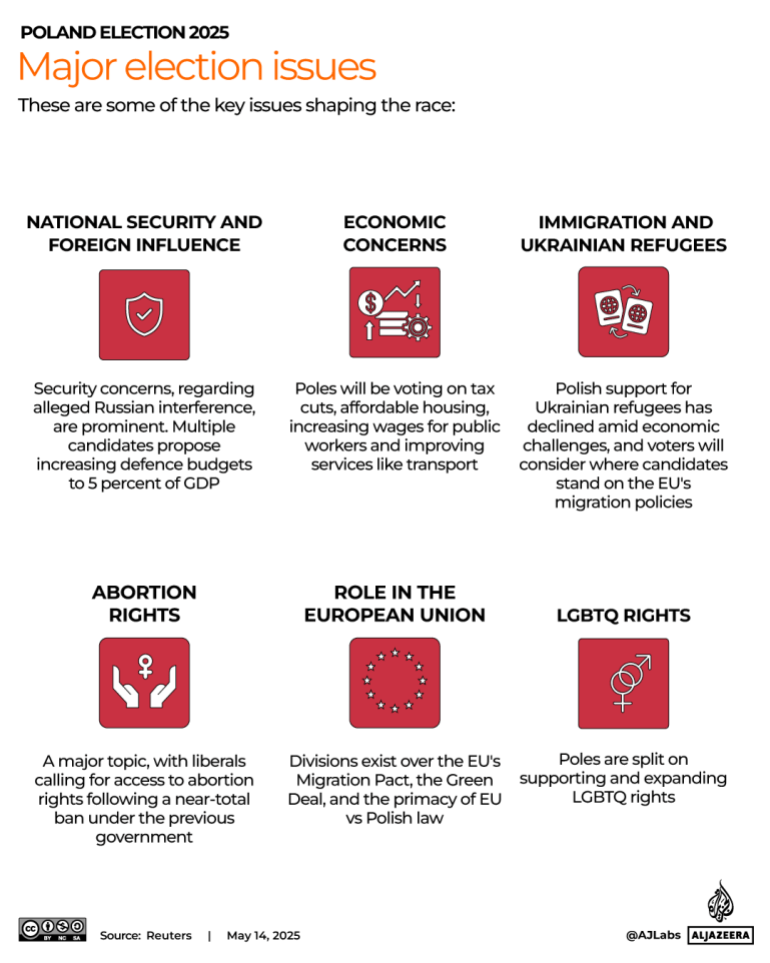 POLAND ELECTION 2025
Major election issues
These are some of the key issues shaping the race:
NATIONAL SECURITY AND
FOREIGN INFLUENCE
Security concerns, regarding
alleged Russian interference,
are prominent. Multiple
candidates propose
increasing defence budgets
to 5 percent of GDP
ECONOMIC
CONCERNS
$
Poles will be voting on tax
cuts, affordable housing,
increasing wages for public
workers and improving
services like transport
IMMIGRATION AND
UKRAINIAN REFUGEES
Polish support for
Ukrainian refugees has
declined amid economic
challenges, and voters will
consider where candidates
stand on the EU's
migration policies
ABORTION
RIGHTS
A major topic, with liberals
calling for access to abortion
rights following a near-total
ban under the previous
government
ROLE IN THE
EUROPEAN UNION
Divisions exist over the EU's
Migration Pact, the Green
Deal, and the primacy of EU
vs Polish law
LGBTQ RIGHTS
Poles are split on
supporting and expanding
LGBTQ rights
cc BY NC SA
Source: Reuters | May 14, 2025
@AJLabs ALJAZEERA